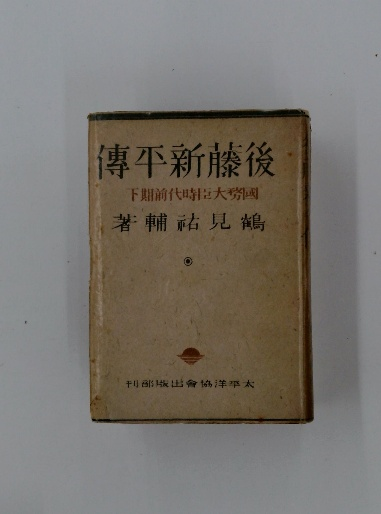 後藤新平傳
國務大臣時代前期下
鶴見祐輔著
太平洋協會出版部刊